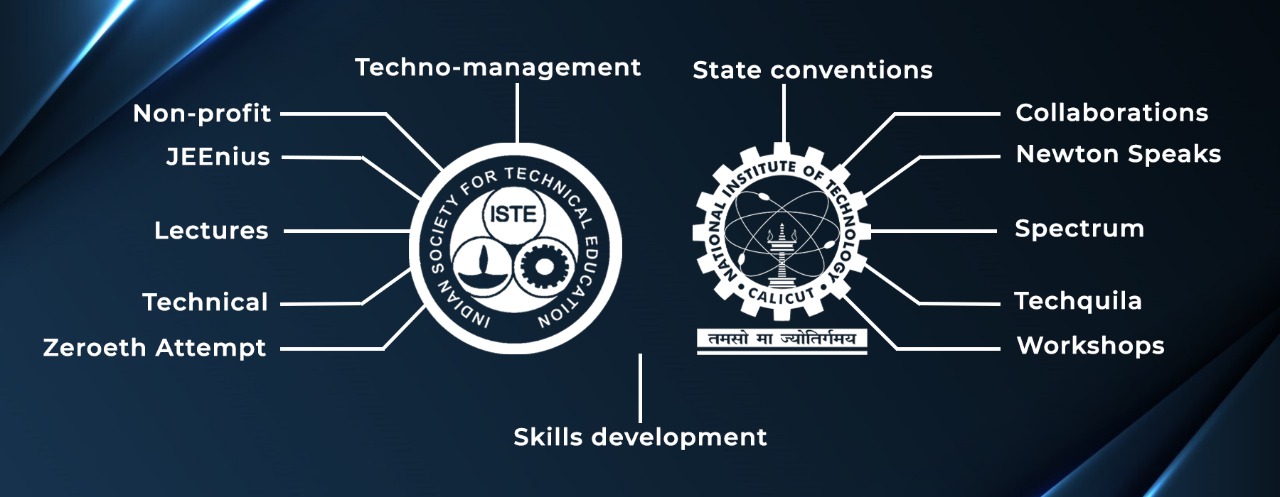 Techno-management
State conventions
Non-profit
JEEnius
Lectures
Technical
Zeroeth Attempt
INDIAN SOCIETY FOR TECHNICAL EDUCATION
ISTE
NATIONAL INSTITUTE OF TECHNOLOGY
• CALICUT •
तमसो मा ज्योतिर्गमय
Collaborations
Newton Speaks
Spectrum
Techquila
Workshops
Skills development